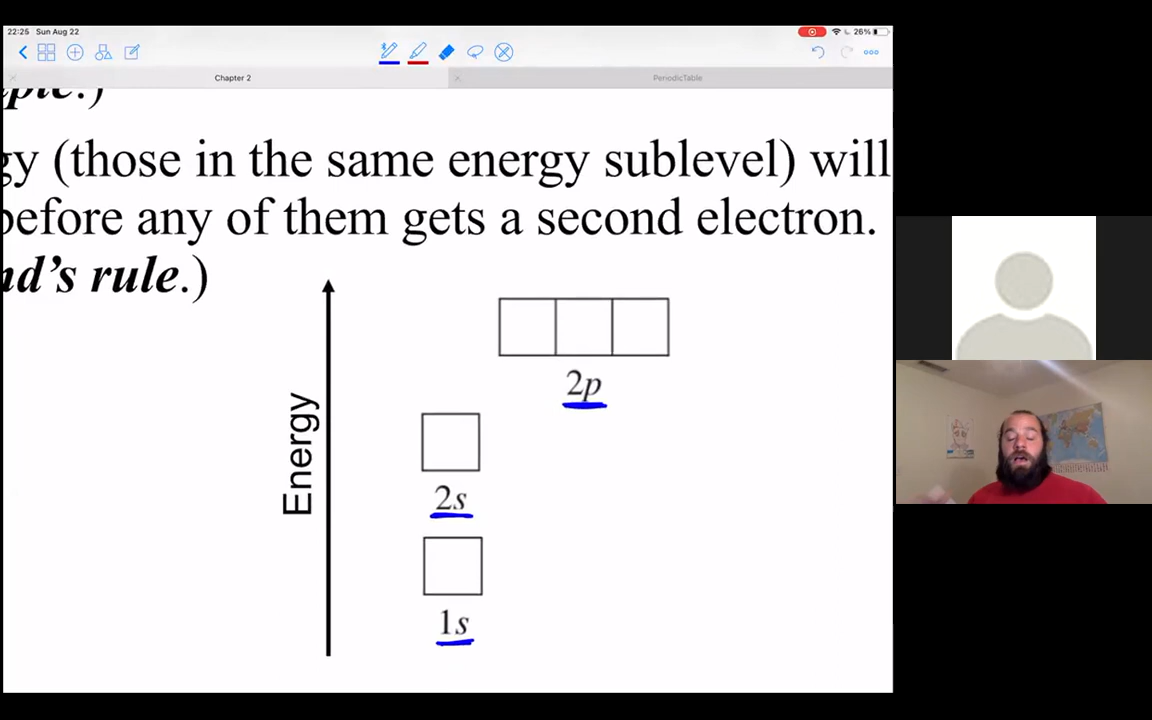 22:25 Sun Aug 22
26%
Chapter 2
PeriodicTable
gy (those in the same energy sublevel) will
before any of them gets a second electron.
nd’s rule.)
Energy
2p
2s
1s